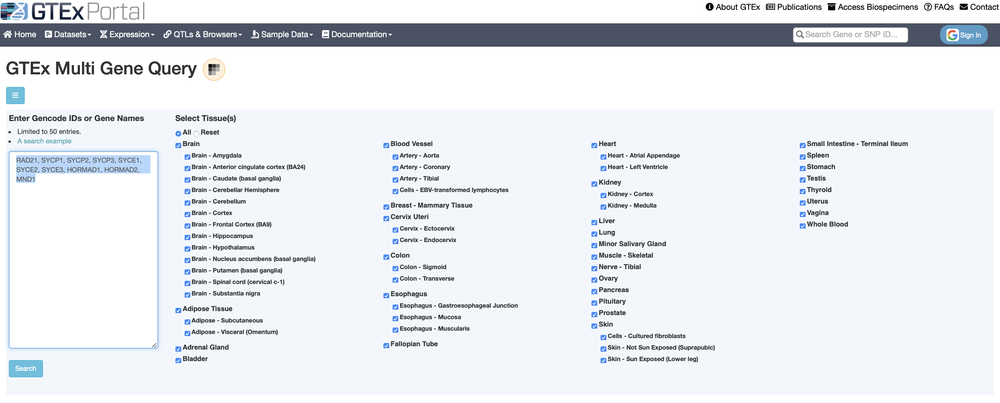 GTEx Portal
About GTEx Publications Access Biospecimens FAQs Contact
Home Datasets Expression QTLs & Browsers Sample Data Documentation Search Gene or SNP ID... Sign In
GTEx Multi Gene Query
Enter Gencode IDs or Gene Names
Limited to 50 entries.
A search example
RAD21, SYCP1, SYCP2, SYCP3, SYCE1,
SYCE2, SYCE3, HORMAD1, HORMAD2,
MND1
Search
Select Tissue(s)
All Reset
Brain
Brain - Amygdala
Brain - Anterior cingulate cortex (BA24)
Brain - Caudate (basal ganglia)
Brain - Cerebellar Hemisphere
Brain - Cerebellum
Brain - Cortex
Brain - Frontal Cortex (BA9)
Brain - Hippocampus
Brain - Hypothalamus
Brain - Nucleus accumbens (basal ganglia)
Brain - Putamen (basal ganglia)
Brain - Spinal cord (cervical c-1)
Brain - Substantia nigra
Adipose Tissue
Adipose - Subcutaneous
Adipose - Visceral (Omentum)
Adrenal Gland
Bladder
Blood Vessel
Artery - Aorta
Artery - Coronary
Artery - Tibial
Cells - EBV-transformed lymphocytes
Breast - Mammary Tissue
Cervix Uteri
Cervix - Ectocervix
Cervix - Endocervix
Colon
Colon - Sigmoid
Colon - Transverse
Esophagus
Esophagus - Gastroesophageal Junction
Esophagus - Mucosa
Esophagus - Muscularis
Fallopian Tube
Heart
Heart - Atrial Appendage
Heart - Left Ventricle
Kidney
Kidney - Cortex
Kidney - Medulla
Liver
Lung
Minor Salivary Gland
Muscle - Skeletal
Nerve - Tibial
Ovary
Pancreas
Pituitary
Prostate
Skin
Cells - Cultured fibroblasts
Skin - Not Sun Exposed (Suprapubic)
Skin - Sun Exposed (Lower leg)
Small Intestine - Terminal Ileum
Spleen
Stomach
Testis
Thyroid
Uterus
Vagina
Whole Blood